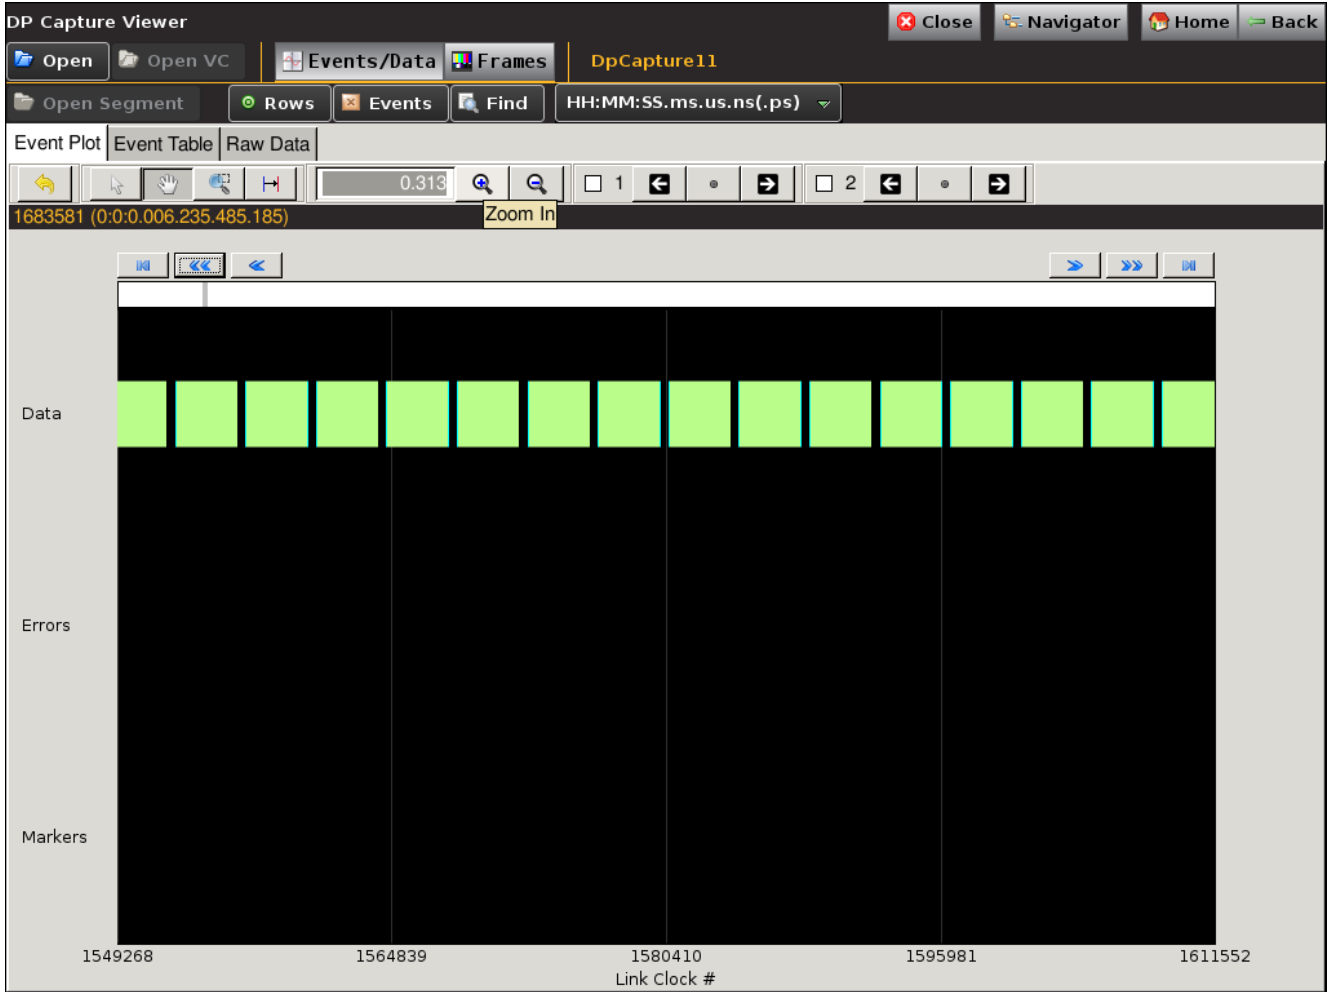 DP Capture Viewer Close Navigator Home Back
Open Open VC Events/Data Frames DpCapture11
Open Segment Rows Events Find HH:MM:SS.ms.us.ns(.ps)
Event Plot Event Table Raw Data
0.313 1 2
Zoom In
1683581 (0:0:0.006.235.485.185)
Data
Errors
Markers
1549268 1564839 1580410 1595981 1611552
Link Clock #